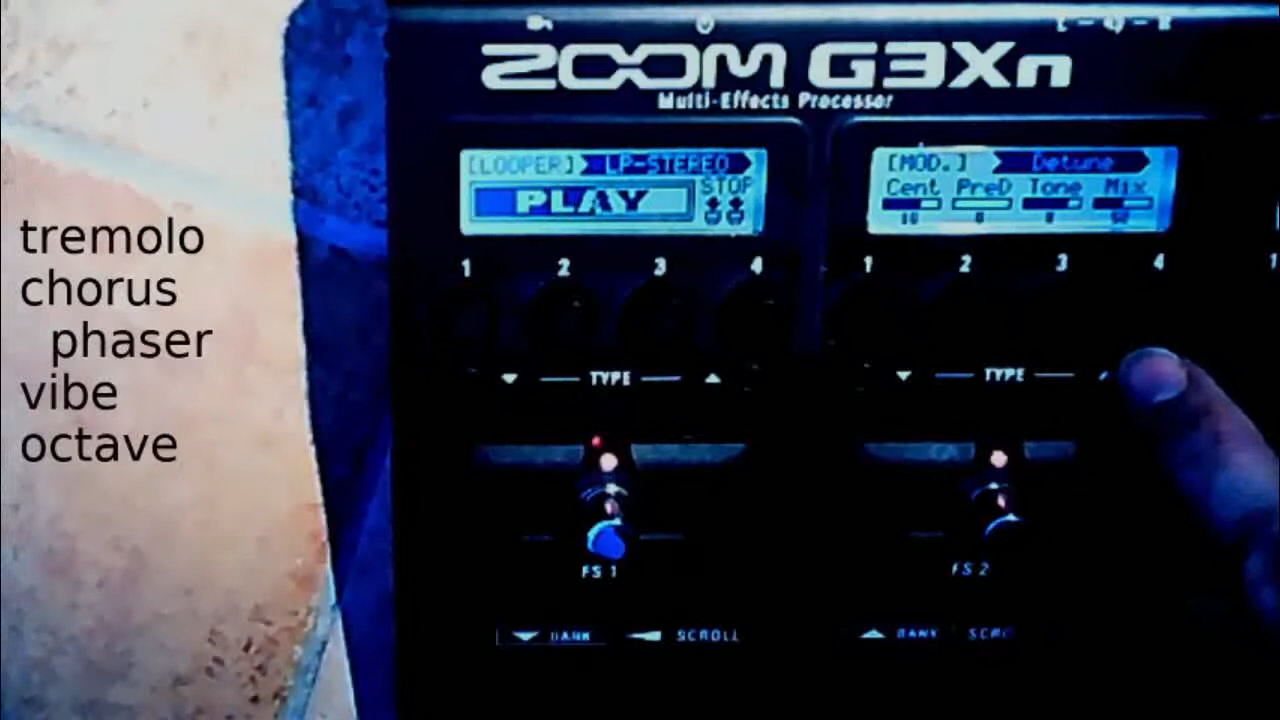 ZOOM G3Xn
Multi-Effects Processor
[LOOPER] LP-STEREO
PLAY STOP
[MOD.] Detune
Cent PreD Tone Mix
1 2 3 4
1 2 3 4
1
TYPE
TYPE
FS 1
FS 2
BANK SCROLL
BANK
tremolo
chorus
phaser
vibe
octave